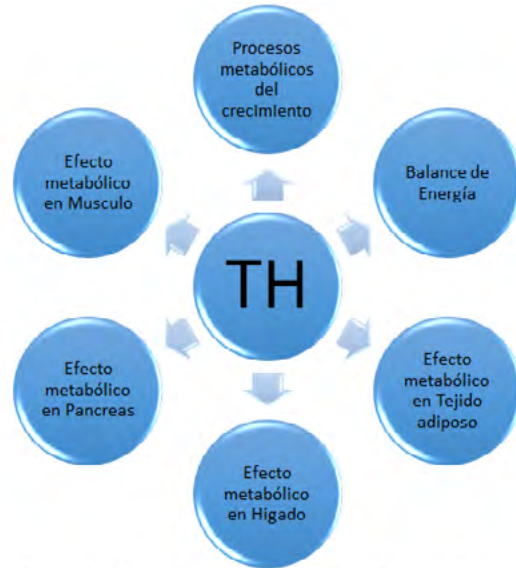 Procesos
metabólicos
del
crecimiento
Efecto
metabólico
en Musculo
Balance de
Energía
TH
Efecto
metabólico
en Pancreas
Efecto
metabólico
en Tejido
adiposo
Efecto
metabólico
en Higado